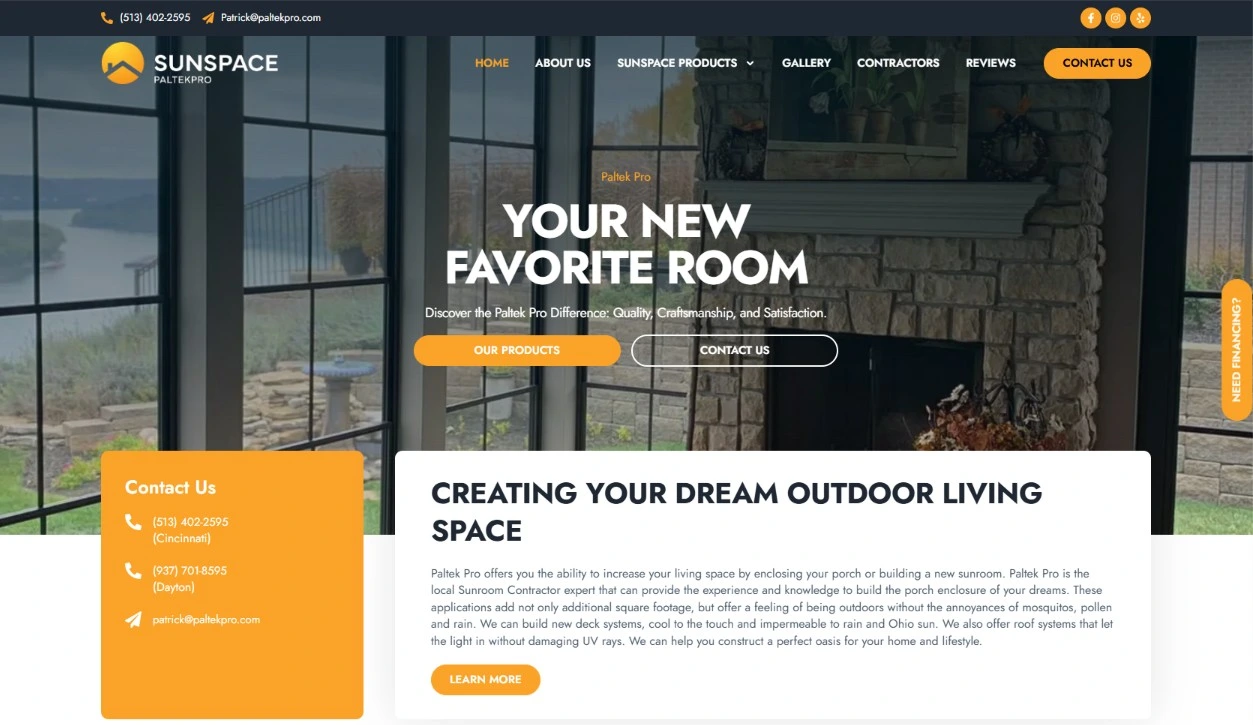 (513) 402-2595 Patrick@paltekpro.com
SUNSPACE
PALTEKPRO
HOME ABOUT US SUNSPACE PRODUCTS GALLERY CONTRACTORS REVIEWS CONTACT US
Paltek Pro
YOUR NEW
FAVORITE ROOM
Discover the Paltek Pro Difference: Quality, Craftsmanship, and Satisfaction.
OUR PRODUCTS CONTACT US
NEED FINANCING?
Contact Us
(513) 402-2595
(Cincinnati)
(937) 701-8595
(Dayton)
patrick@paltekpro.com
CREATING YOUR DREAM OUTDOOR LIVING
SPACE
Paltek Pro offers you the ability to increase your living space by enclosing your porch or building a new sunroom. Paltek Pro is the
local Sunroom Contractor expert that can provide the experience and knowledge to build the porch enclosure of your dreams. These
applications add not only additional square footage, but offer a feeling of being outdoors without the annoyances of mosquitos, pollen
and rain. We can build new deck systems, cool to the touch and impermeable to rain and Ohio sun. We also offer roof systems that let
the light in without damaging UV rays. We can help you construct a perfect oasis for your home and lifestyle.
LEARN MORE